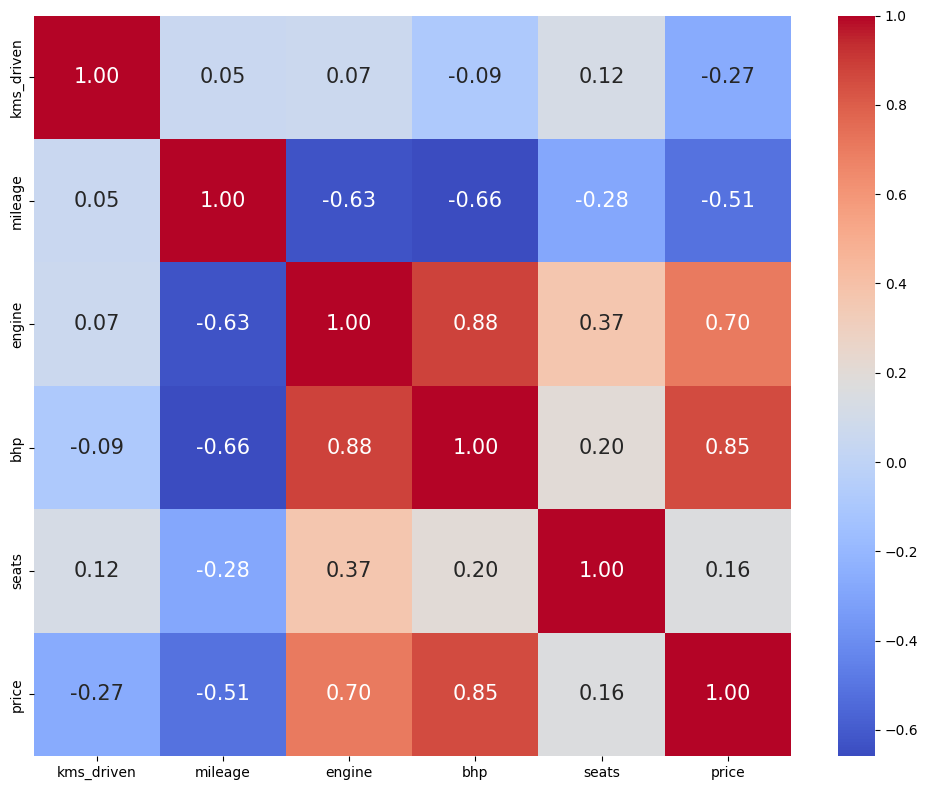 kms_driven 1.00 0.05 0.07 -0.09 0.12 -0.27
mileage 0.05 1.00 -0.63 -0.66 -0.28 -0.51
engine 0.07 -0.63 1.00 0.88 0.37 0.70
bhp -0.09 -0.66 0.88 1.00 0.20 0.85
seats 0.12 -0.28 0.37 0.20 1.00 0.16
price -0.27 -0.51 0.70 0.85 0.16 1.00
kms_driven mileage engine bhp seats price
1.0
0.8
0.6
0.4
0.2
0.0
−0.2
−0.4
−0.6